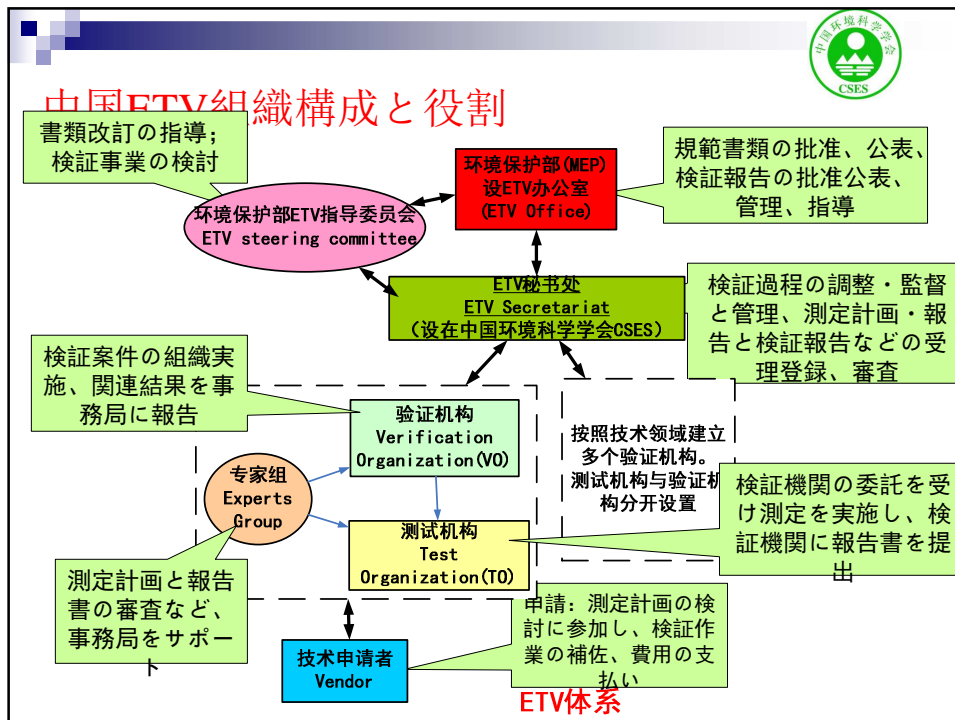 中国环境科学学会
CSES
中国ETV組織構成と役割
書類改訂の指導;
検証事業の検討
环境保护部(MEP)
设ETV办公室
(ETV Office)
規範書類の批准、公表、
検証報告の批准公表、
管理、指導
环境保护部ETV指导委员会
ETV steering committee
ETV秘书处
ETV Secretariat
（设在中国环境科学学会CSES）
検証過程の調整・監督
と管理、測定計画・報
告と検証報告などの受
理登録、審査
検証案件の組織実
施、関連結果を事
務局に報告
验证机构
Verification
Organization(VO)
按照技术领域建立
多个验证机构。
测试机构与验证机
构分开设置
专家组
Experts
Group
测试机构
Test
Organization(TO)
検証機関の委託を受
け測定を実施し、検
証機関に報告書を提
出
測定計画と報告
書の審査など、
事務局をサポー
ト
申請：測定計画の検
討に参加し、検証作
業の補佐、費用の支
払い
技术申请者
Vendor
ETV体系